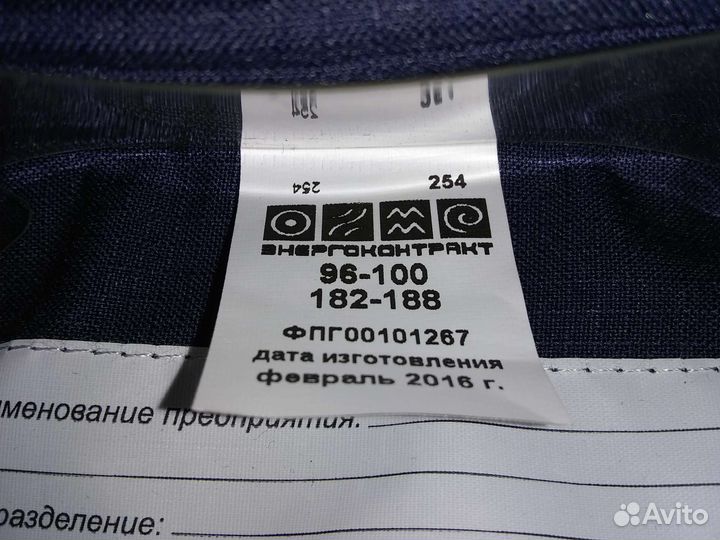 254 254
ЭНЕРГОКОНТРАКТ
96-100
182-188
ФПГ00101267
дата изготовления
февраль 2016 г.
именование предприятия:
разделение:
Avito